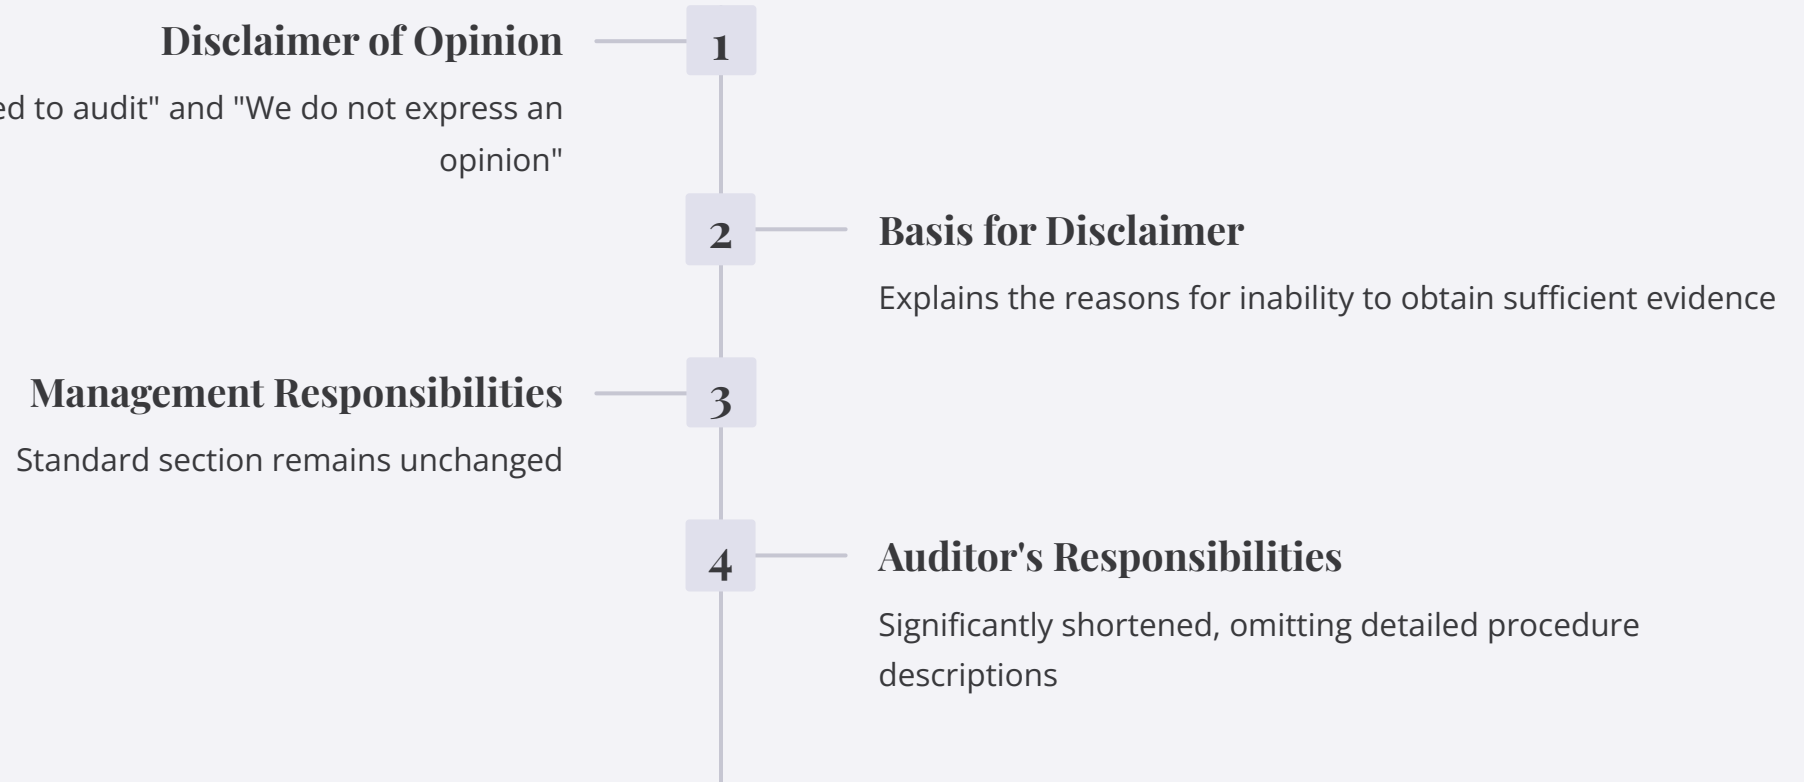 Disclaimer of Opinion
1
to audit" and "We do not express an
opinion"
2
Basis for Disclaimer
Explains the reasons for inability to obtain sufficient evidence
Management Responsibilities
3
Standard section remains unchanged
4
Auditor's Responsibilities
Significantly shortened, omitting detailed procedure
descriptions